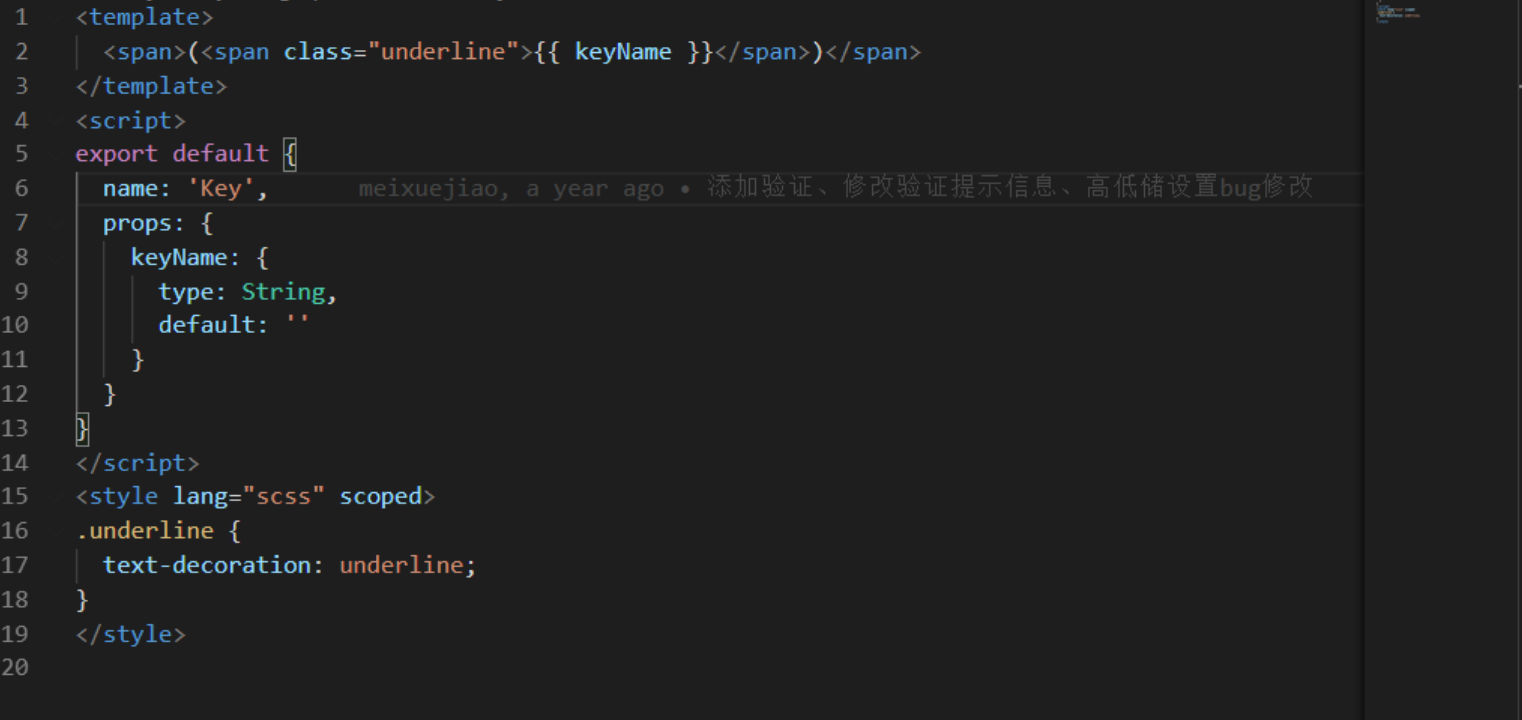 1 <template>
2 <span>(<span class="underline">{{ keyName }}</span>)</span>
3 </template>
4 <script>
5 export default {
6 name: 'Key', meixuejiao, a year ago • 添加验证、修改验证提示信息、高低储设置bug修改
7 props: {
8 keyName: {
9 type: String,
10 default: ''
11 }
12 }
13 }
14 </script>
15 <style lang="scss" scoped>
16 .underline {
17 text-decoration: underline;
18 }
19 </style>
20